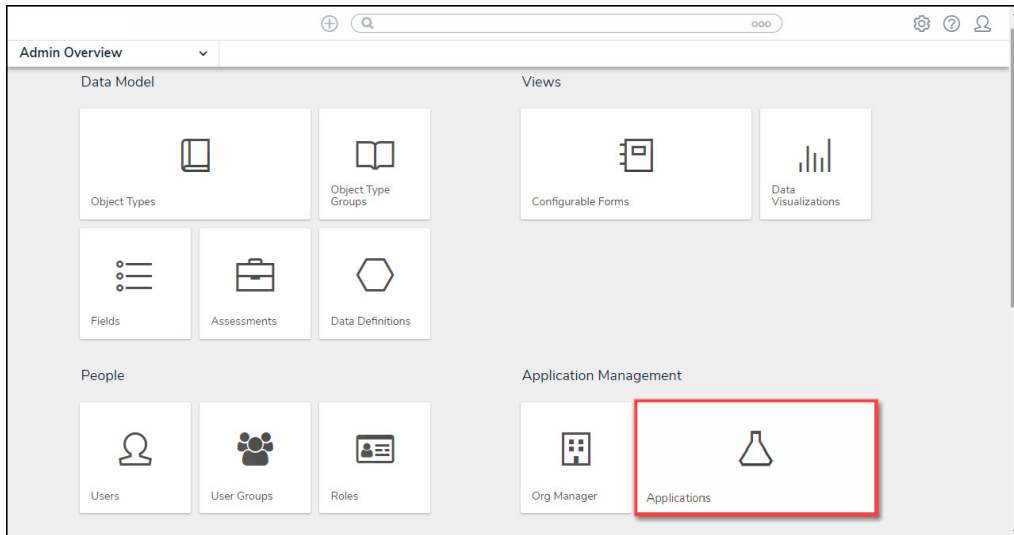 Admin Overview
Data Model
Views
Object Types
Object Type
Groups
Configurable Forms
Data
Visualizations
Fields
Assessments
Data Definitions
People
Application Management
Users
User Groups
Roles
Org Manager
Applications